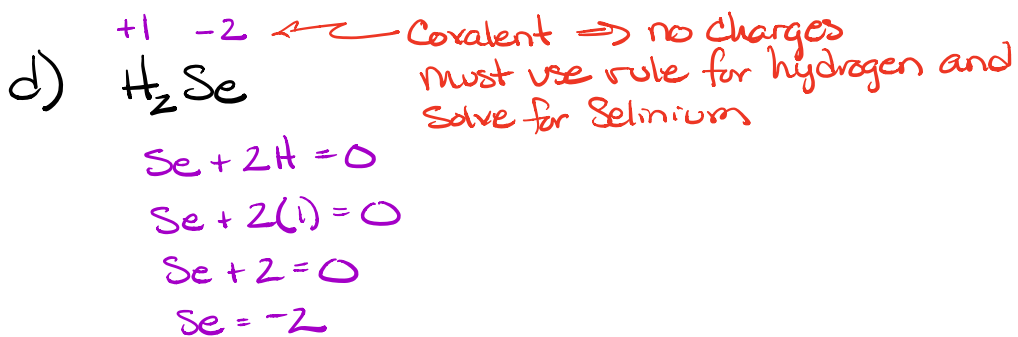 +1 -2 ← Covalent ⇒ no charges
d) H₂Se must use rule for hydrogen and
solve for Selinium
Se + 2H = 0
Se + 2(1) = 0
Se + 2 = 0
Se = -2